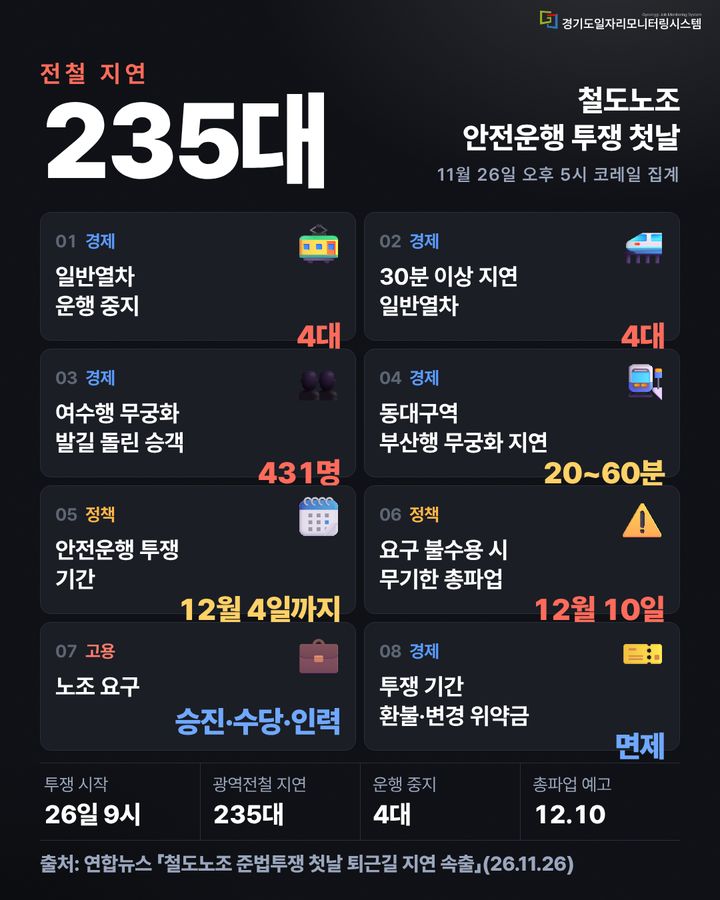 경기도일자리모니터링시스템
전철 지연
235대
철도노조
안전운행 투쟁 첫날
11월 26일 오후 5시 코레일 집계
01 경제
일반열차
운행 중지
4대
02 경제
30분 이상 지연
일반열차
4대
03 경제
여수행 무궁화
발길 돌린 승객
431명
04 경제
동대구역
부산행 무궁화 지연
20~60분
05 정책
안전운행 투쟁
기간
12월 4일까지
06 정책
요구 불수용 시
무기한 총파업
12월 10일
07 고용
노조 요구
승진·수당·인력
08 경제
투쟁 기간
환불·변경 위약금
면제
투쟁 시작
26일 9시
광역전철 지연
235대
운행 중지
4대
총파업 예고
12.10
출처: 연합뉴스 「철도노조 준법투쟁 첫날 퇴근길 지연 속출」(26.11.26)